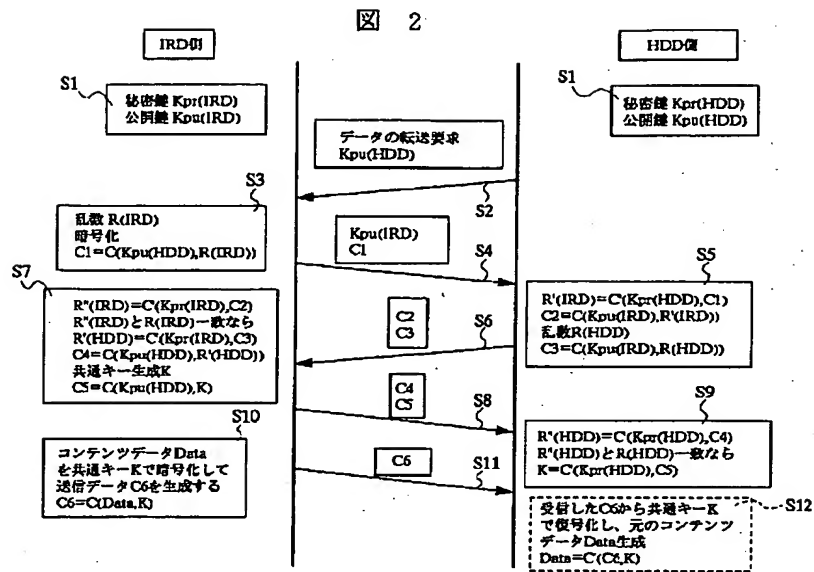 図 2
IRD側
HDD側
S1
秘密鍵 Kpr(IRD)
公開鍵 Kpu(IRD)
S1
秘密鍵 Kpr(HDD)
公開鍵 Kpu(HDD)
データの転送要求
Kpu(HDD)
S2
S3
乱数 R(IRD)
暗号化
C1=C(Kpu(HDD),R(IRD))
Kpu(IRD)
C1
S4
S5
R'(IRD)=C'(Kpr(HDD),C1)
C2=C(Kpu(IRD),R'(IRD))
乱数R(HDD)
C3=C(Kpu(IRD),R(HDD))
C2
C3
S6
S7
R"(IRD)=C'(Kpr(IRD),C2)
R"(IRD)とR(IRD)一致なら
R'(HDD)=C'(Kpr(IRD),C3)
C4=C(Kpu(HDD),R'(HDD))
共通キー生成K
C5=C(Kpu(HDD),K)
C4
C5
S8
S9
R"(HDD)=C'(Kpr(HDD),C4)
R"(HDD)とR(HDD)一致なら
K=C'(Kpr(HDD),C5)
S10
コンテンツデータData
を共通キーKで暗号化して
送信データC6を生成する
C6=C(Data,K)
C6
S11
S12
受信したC6から共通キーK
で復号化し、元のコンテンツ
データData生成
Data=C'(C6,K)